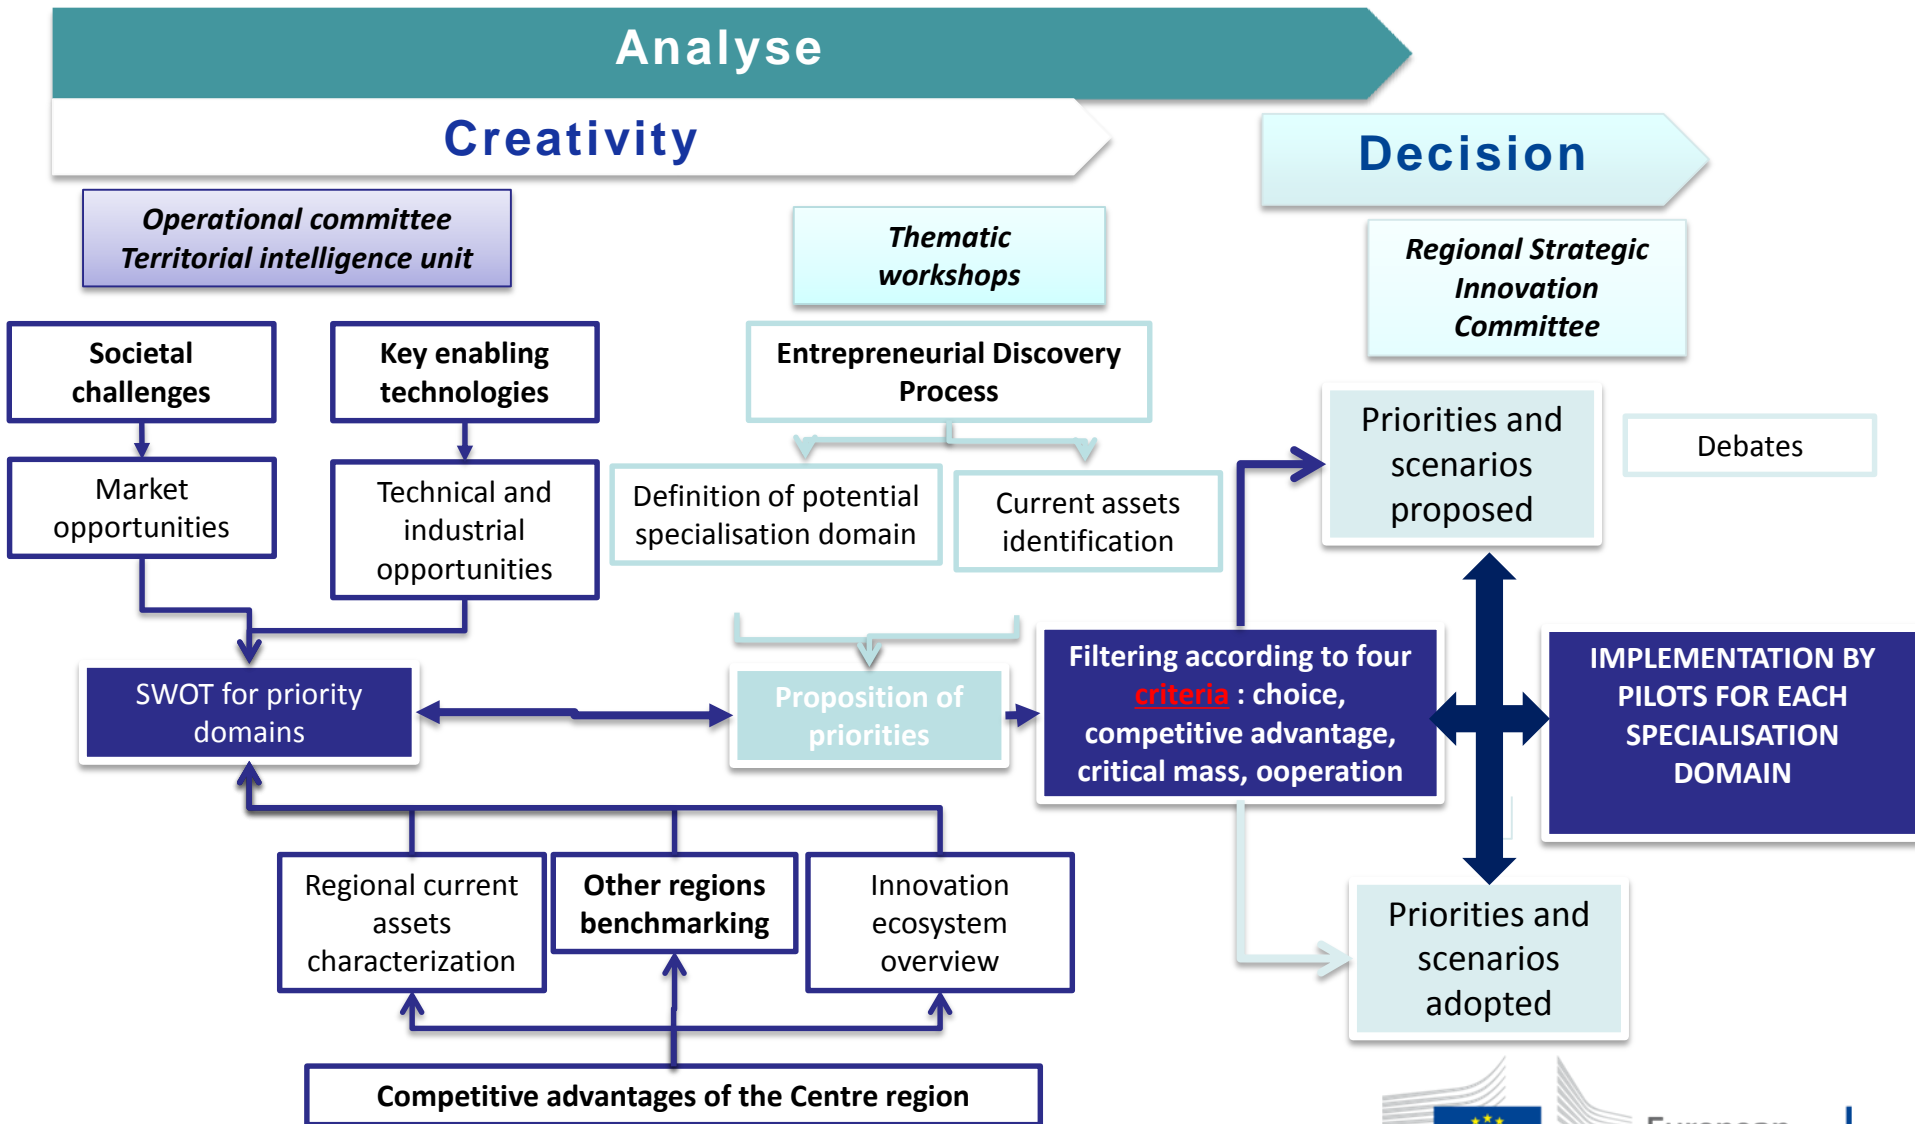 Analyse
Creativity
Decision
Operational committee
Territorial intelligence unit
Thematic
workshops
Regional Strategic
Innovation
Committee
Societal
challenges
Key enabling
technologies
Entrepreneurial Discovery
Process
Market
opportunities
Technical and
industrial
opportunities
Definition of potential
specialisation domain
Current assets
identification
Priorities and
scenarios
proposed
Debates
SWOT for priority
domains
Proposition of
priorities
Filtering according to four
criteria : choice,
competitive advantage,
critical mass, ooperation
IMPLEMENTATION BY
PILOTS FOR EACH
SPECIALISATION
DOMAIN
Regional current
assets
characterization
Other regions
benchmarking
Innovation
ecosystem
overview
Priorities and
scenarios
adopted
Competitive advantages of the Centre region
European